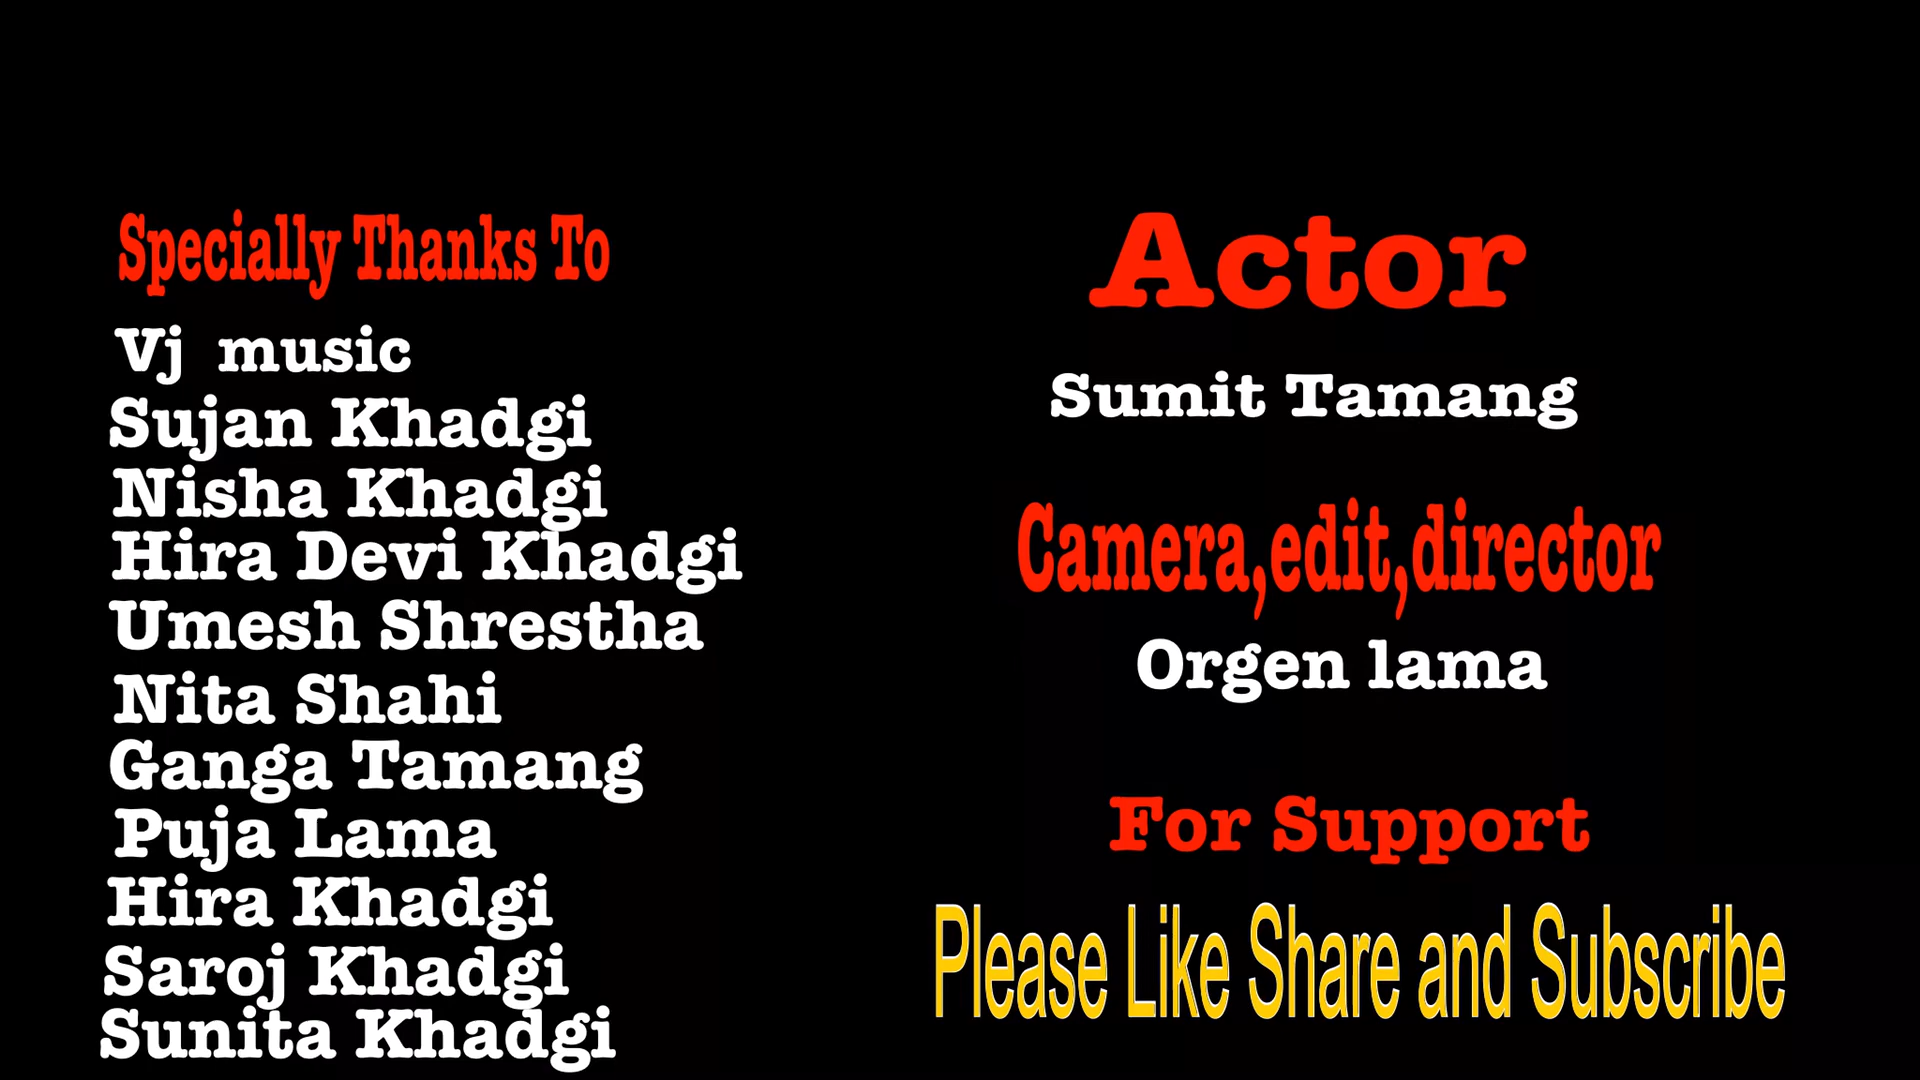 Specially Thanks To
Vj music
Sujan Khadgi
Nisha Khadgi
Hira Devi Khadgi
Umesh Shrestha
Nita Shahi
Ganga Tamang
Puja Lama
Hira Khadgi
Saroj Khadgi
Sunita Khadgi
Actor
Sumit Tamang
Camera,edit,director
Orgen lama
For Support
Please Like Share and Subscribe